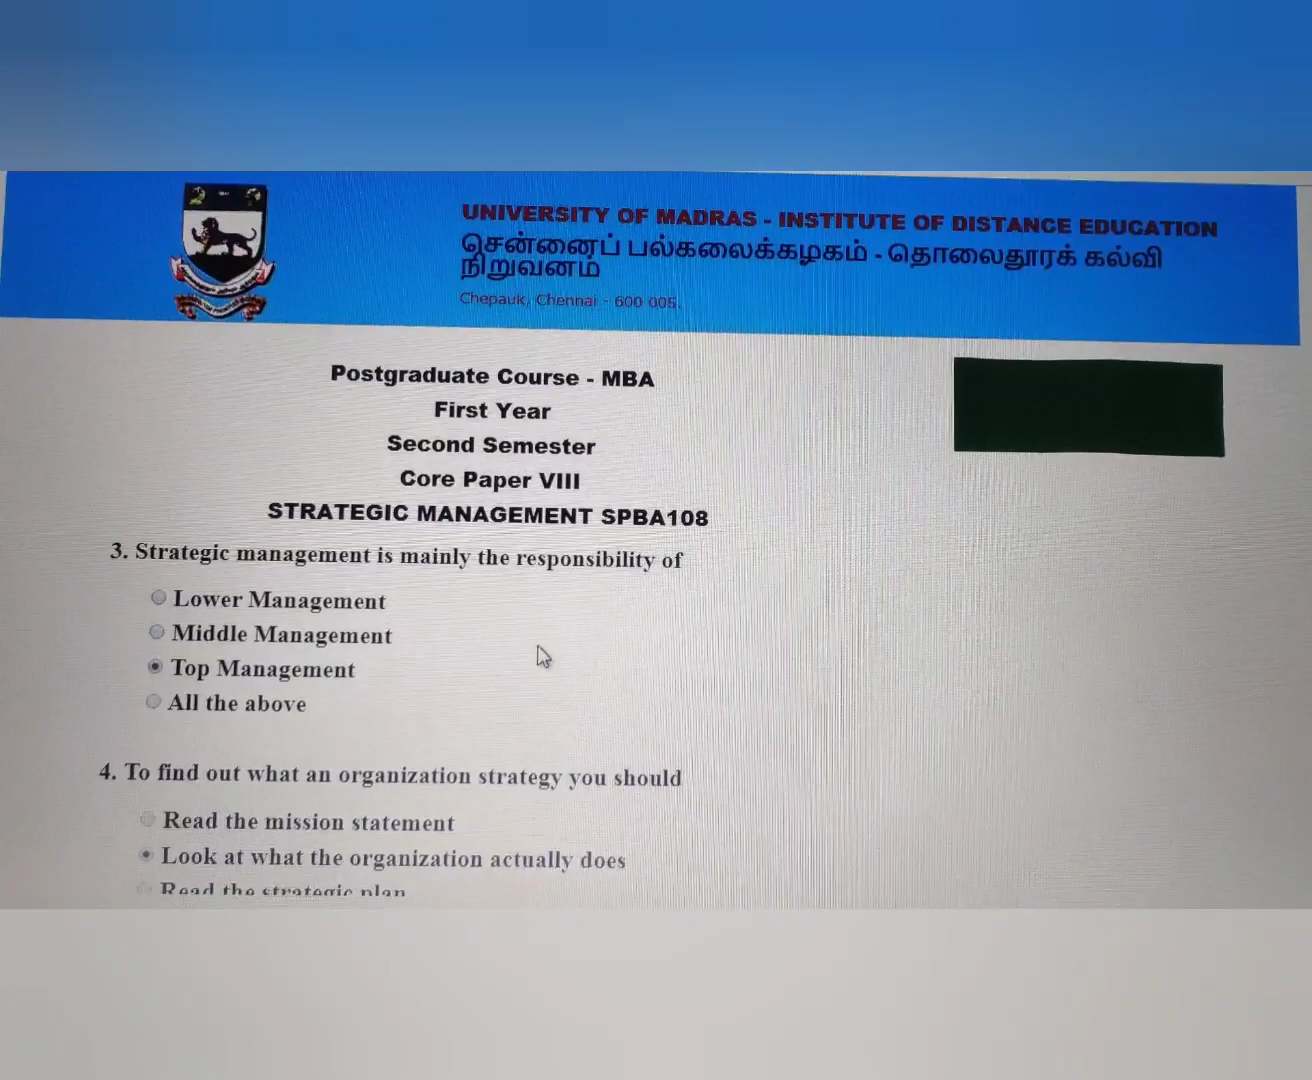 UNIVERSITY OF MADRAS - INSTITUTE OF DISTANCE EDUCATION
சென்னைப் பல்கலைக்கழகம் - தொலைதூரக் கல்வி
நிறுவனம்
Chepauk, Chennai - 600 005.
Postgraduate Course - MBA
First Year
Second Semester
Core Paper VIII
STRATEGIC MANAGEMENT SPBA108
3. Strategic management is mainly the responsibility of
Lower Management
Middle Management
Top Management
All the above
4. To find out what an organization strategy you should
Read the mission statement
Look at what the organization actually does
Read the strategic plan